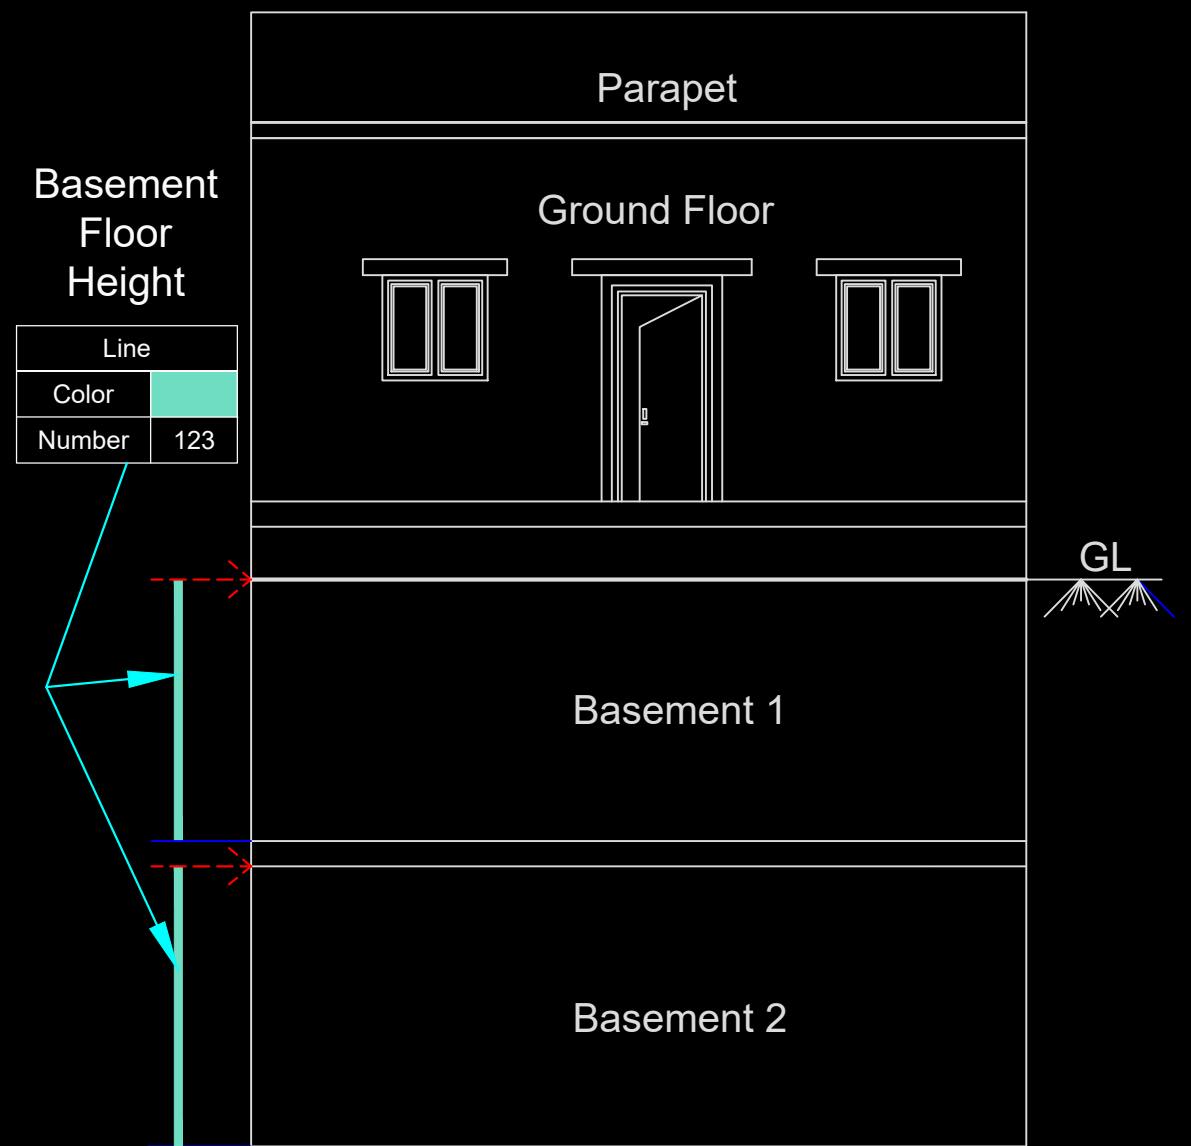 Parapet
Basement
Floor
Height
Ground Floor
Line
Color
Number 123
GL
Basement 1
Basement 2